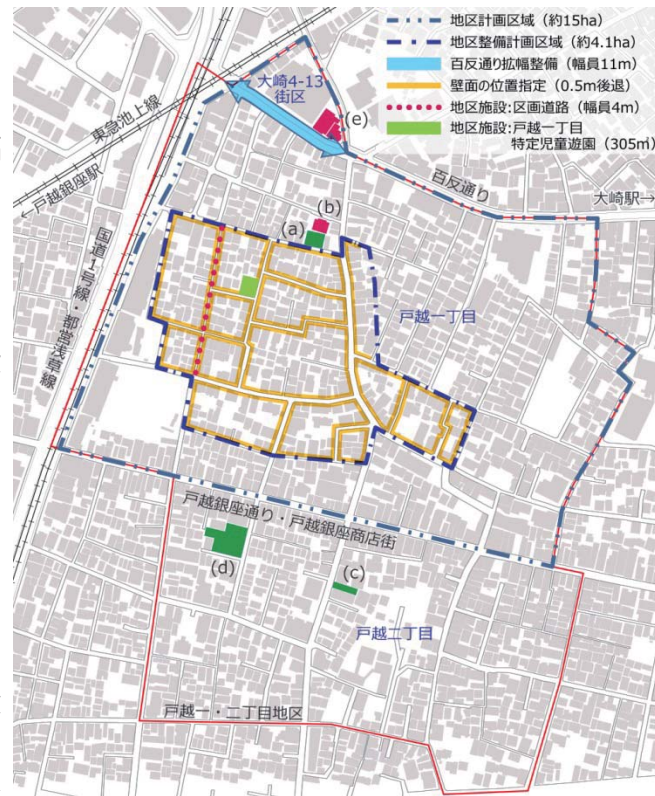 地区計画区域（約15ha）
地区整備計画区域（約4.1ha）
百反通り拡幅整備（幅員11m）
壁面の位置指定（0.5m後退）
地区施設:区画道路（幅員4m）
地区施設:戸越一丁目
特定児童遊園（305㎡）
大崎4-13
街区
(e)
東急池上線
←戸越銀座駅
百反通り
大崎駅→
(b)
(a)
国道1号線・都営浅草線
戸越一丁目
戸越銀座通り・戸越銀座商店街
(d)
(c)
戸越二丁目
戸越一・二丁目地区